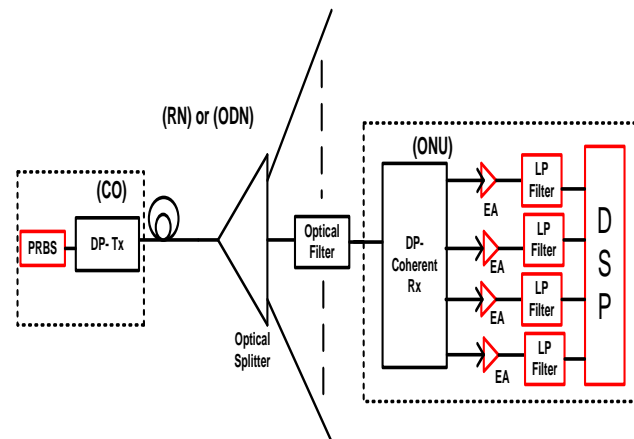 (RN) or (ODN)
(CO)
PRBS
DP- Tx
Optical
Splitter
Optical
Filter
(ONU)
DP-
Coherent
Rx
EA
LP
Filter
EA
LP
Filter
EA
LP
Filter
EA
LP
Filter
D
S
P